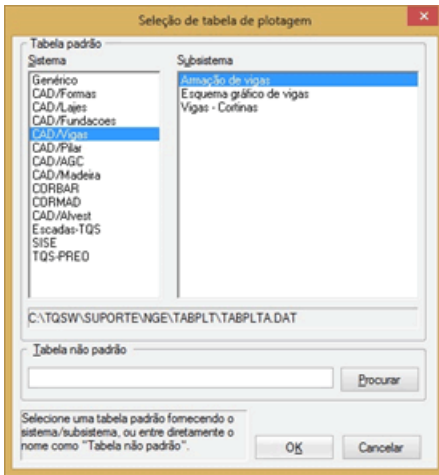 Seleção de tabela de plotagem
Tabela padrão
Sistema
Subsistema
Genérico
CAD/Formas
CAD/Lajes
CAD/Fundacoes
CAD/Vigas
CAD/Pilar
CAD/AGC
CAD/Madeira
CORBAR
CORMAD
CAD/Alvest
Escadas-TQS
SISE
TQS-PREO
Armação de vigas
Esquema gráfico de vigas
Vigas - Cortinas
C:\TQSW\SUPORTE\NGE\TABPLT\TABPLTA.DAT
Tabela não padrão
Procurar
Selecione uma tabela padrão fornecendo o
sistema/subsistema, ou entre diretamente o
nome como "Tabela não padrão".
OK
Cancelar